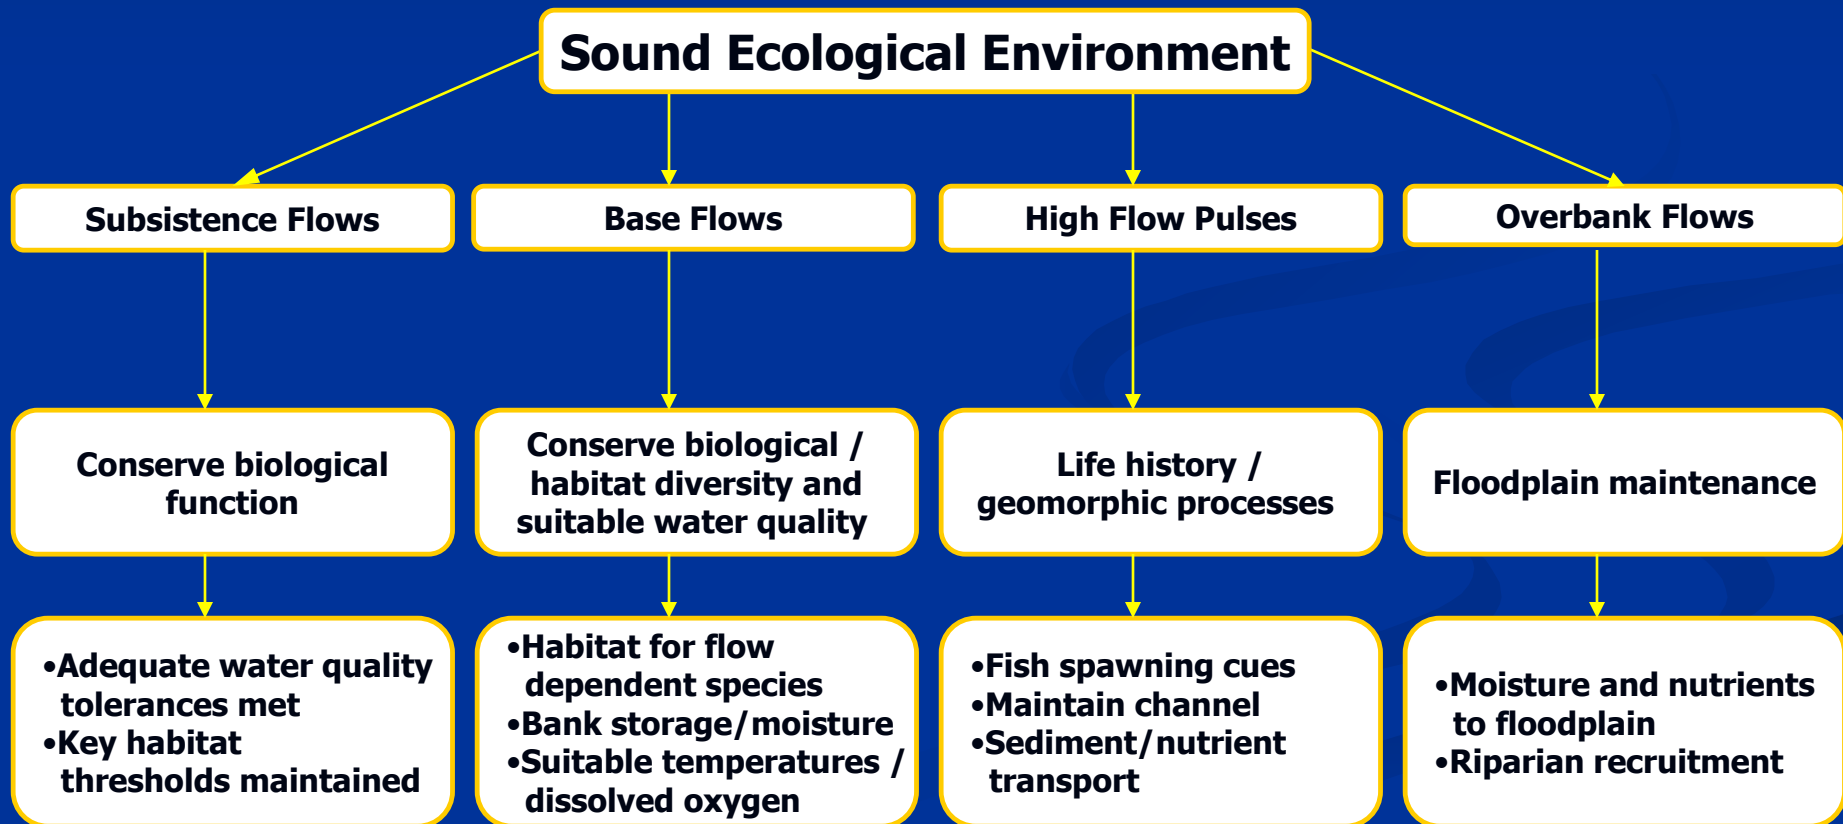 Sound Ecological Environment
Subsistence Flows
Base Flows
High Flow Pulses
Overbank Flows
Conserve biological
function
Conserve biological /
habitat diversity and
suitable water quality
Life history /
geomorphic processes
Floodplain maintenance
•Adequate water quality
tolerances met
•Key habitat
thresholds maintained
•Habitat for flow
dependent species
•Bank storage/moisture
•Suitable temperatures /
dissolved oxygen
•Fish spawning cues
•Maintain channel
•Sediment/nutrient
transport
•Moisture and nutrients
to floodplain
•Riparian recruitment